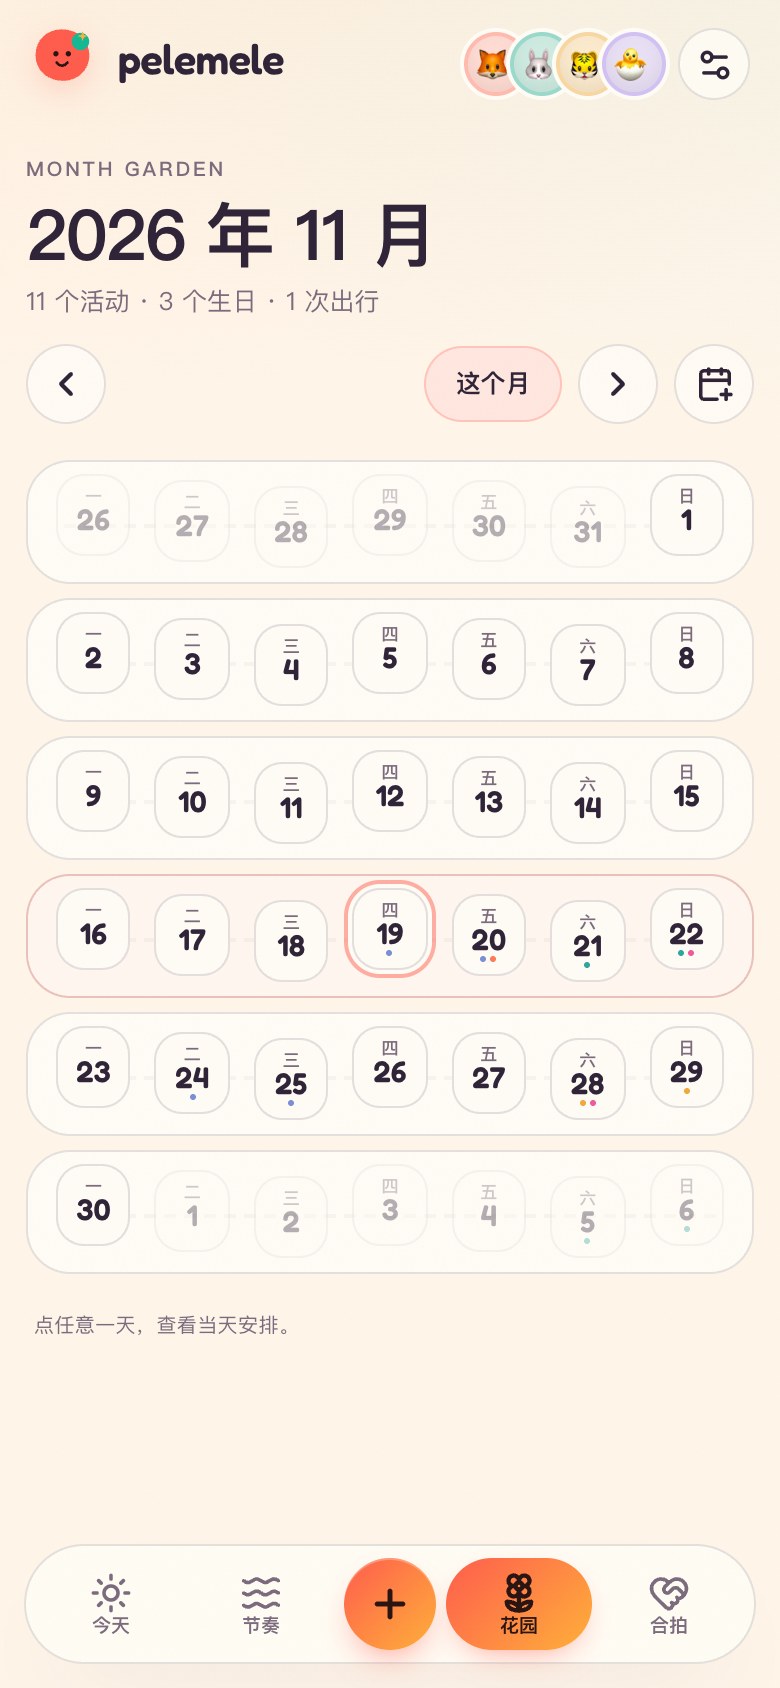 pelemele
MONTH GARDEN
2026 年 11 月
11 个活动 · 3 个生日 · 1 次出行
这个月
一 二 三 四 五 六 日
26 27 28 29 30 31 1
一 二 三 四 五 六 日
2 3 4 5 6 7 8
一 二 三 四 五 六 日
9 10 11 12 13 14 15
一 二 三 四 五 六 日
16 17 18 19 20 21 22
一 二 三 四 五 六 日
23 24 25 26 27 28 29
一 二 三 四 五 六 日
30 1 2 3 4 5 6
点任意一天，查看当天安排。
今天 节奏 花园 合拍